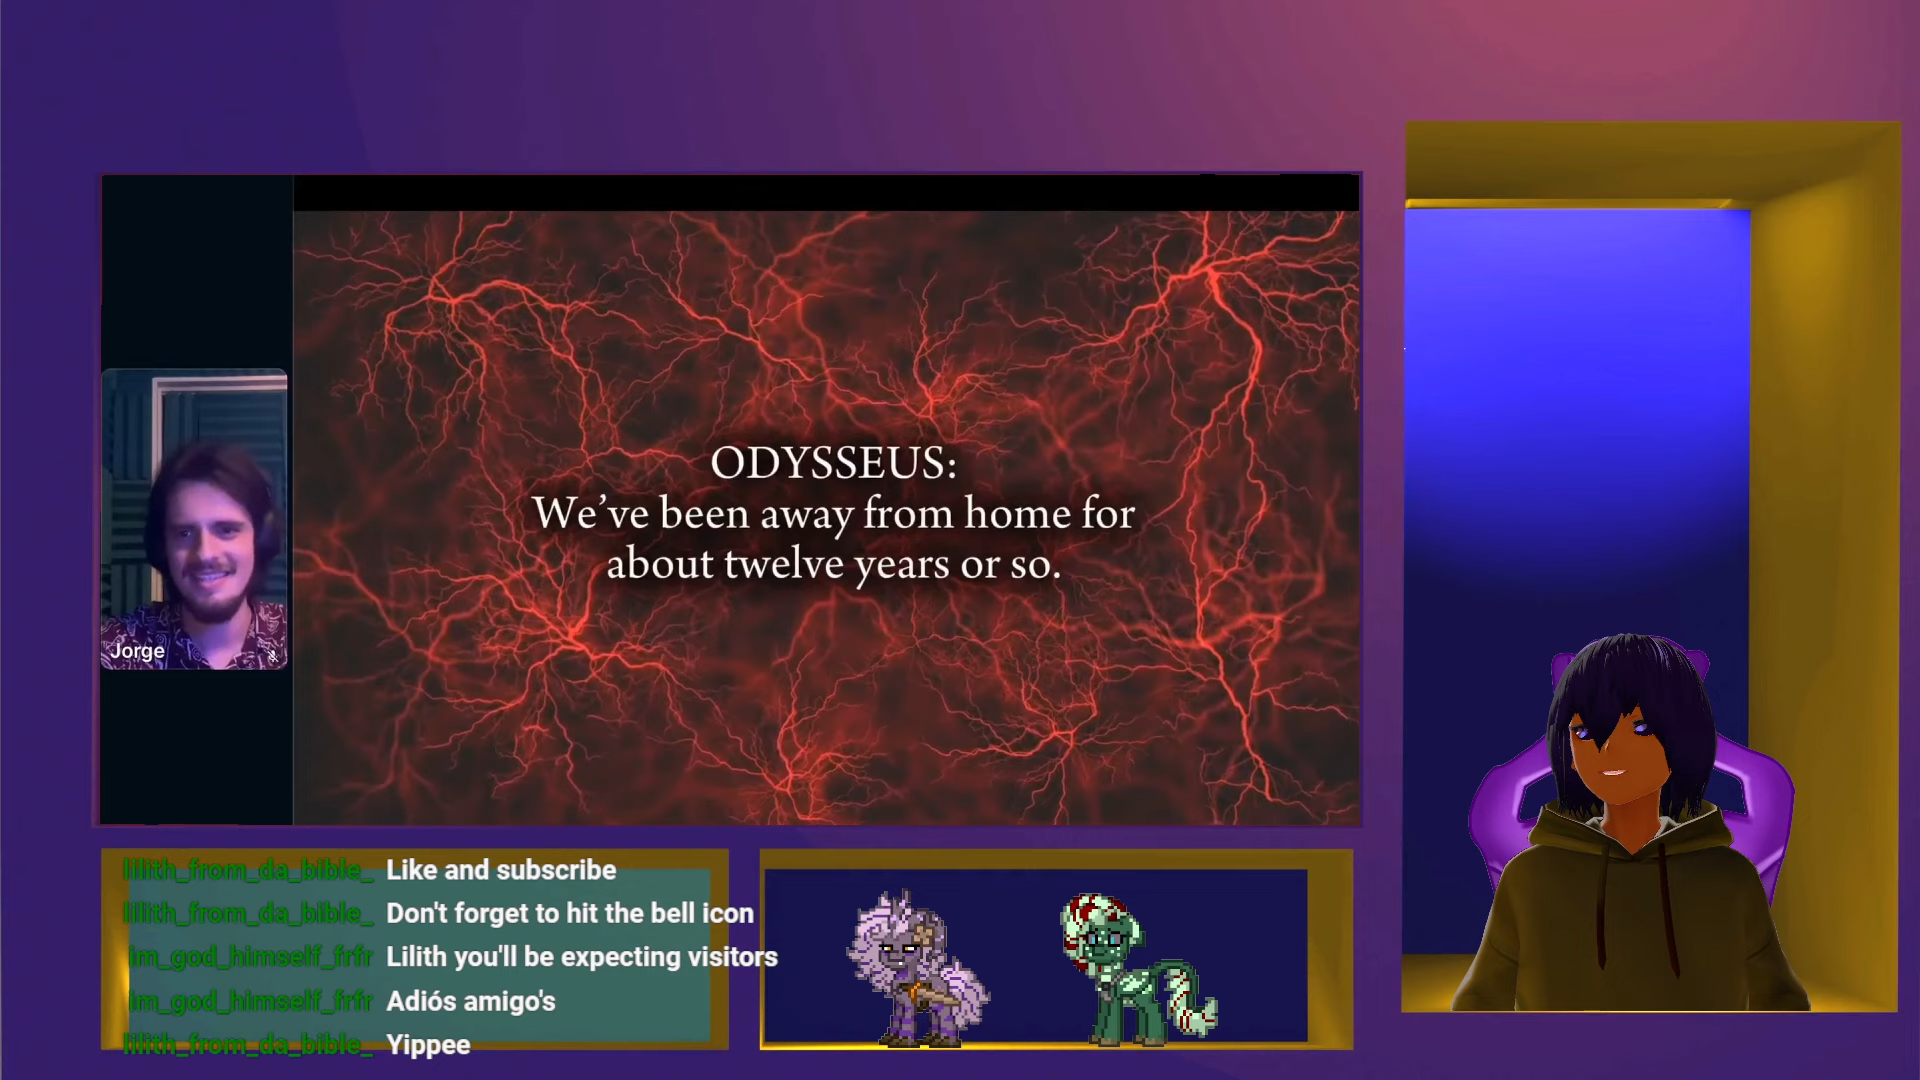 ODYSSEUS:
We've been away from home for
about twelve years or so.
Jorge
lilith_from_da_bible_ Like and subscribe
lilith_from_da_bible_ Don't forget to hit the bell icon
im_god_himself_frfr Lilith you'll be expecting visitors
im_god_himself_frfr Adiós amigo's
lilith_from_da_bible_ Yippee